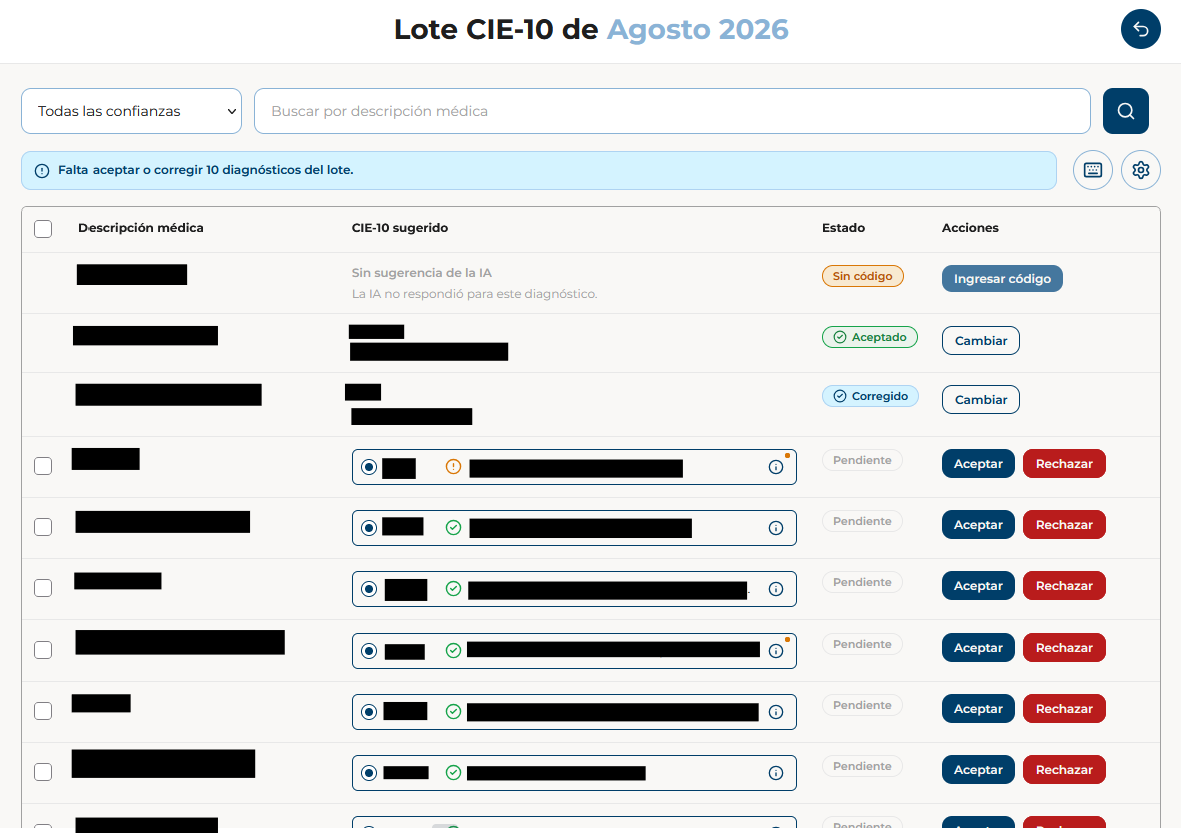 Lote CIE-10 de Agosto 2026
Todas las confianzas
Buscar por descripción médica
Falta aceptar o corregir 10 diagnósticos del lote.
Descripción médica CIE-10 sugerido Estado Acciones
Sin sugerencia de la IA Sin código Ingresar código
La IA no respondió para este diagnóstico.
Aceptado Cambiar
Corregido Cambiar
Pendiente Aceptar Rechazar
Pendiente Aceptar Rechazar
Pendiente Aceptar Rechazar
Pendiente Aceptar Rechazar
Pendiente Aceptar Rechazar
Pendiente Aceptar Rechazar
Pendiente Aceptar Rechazar